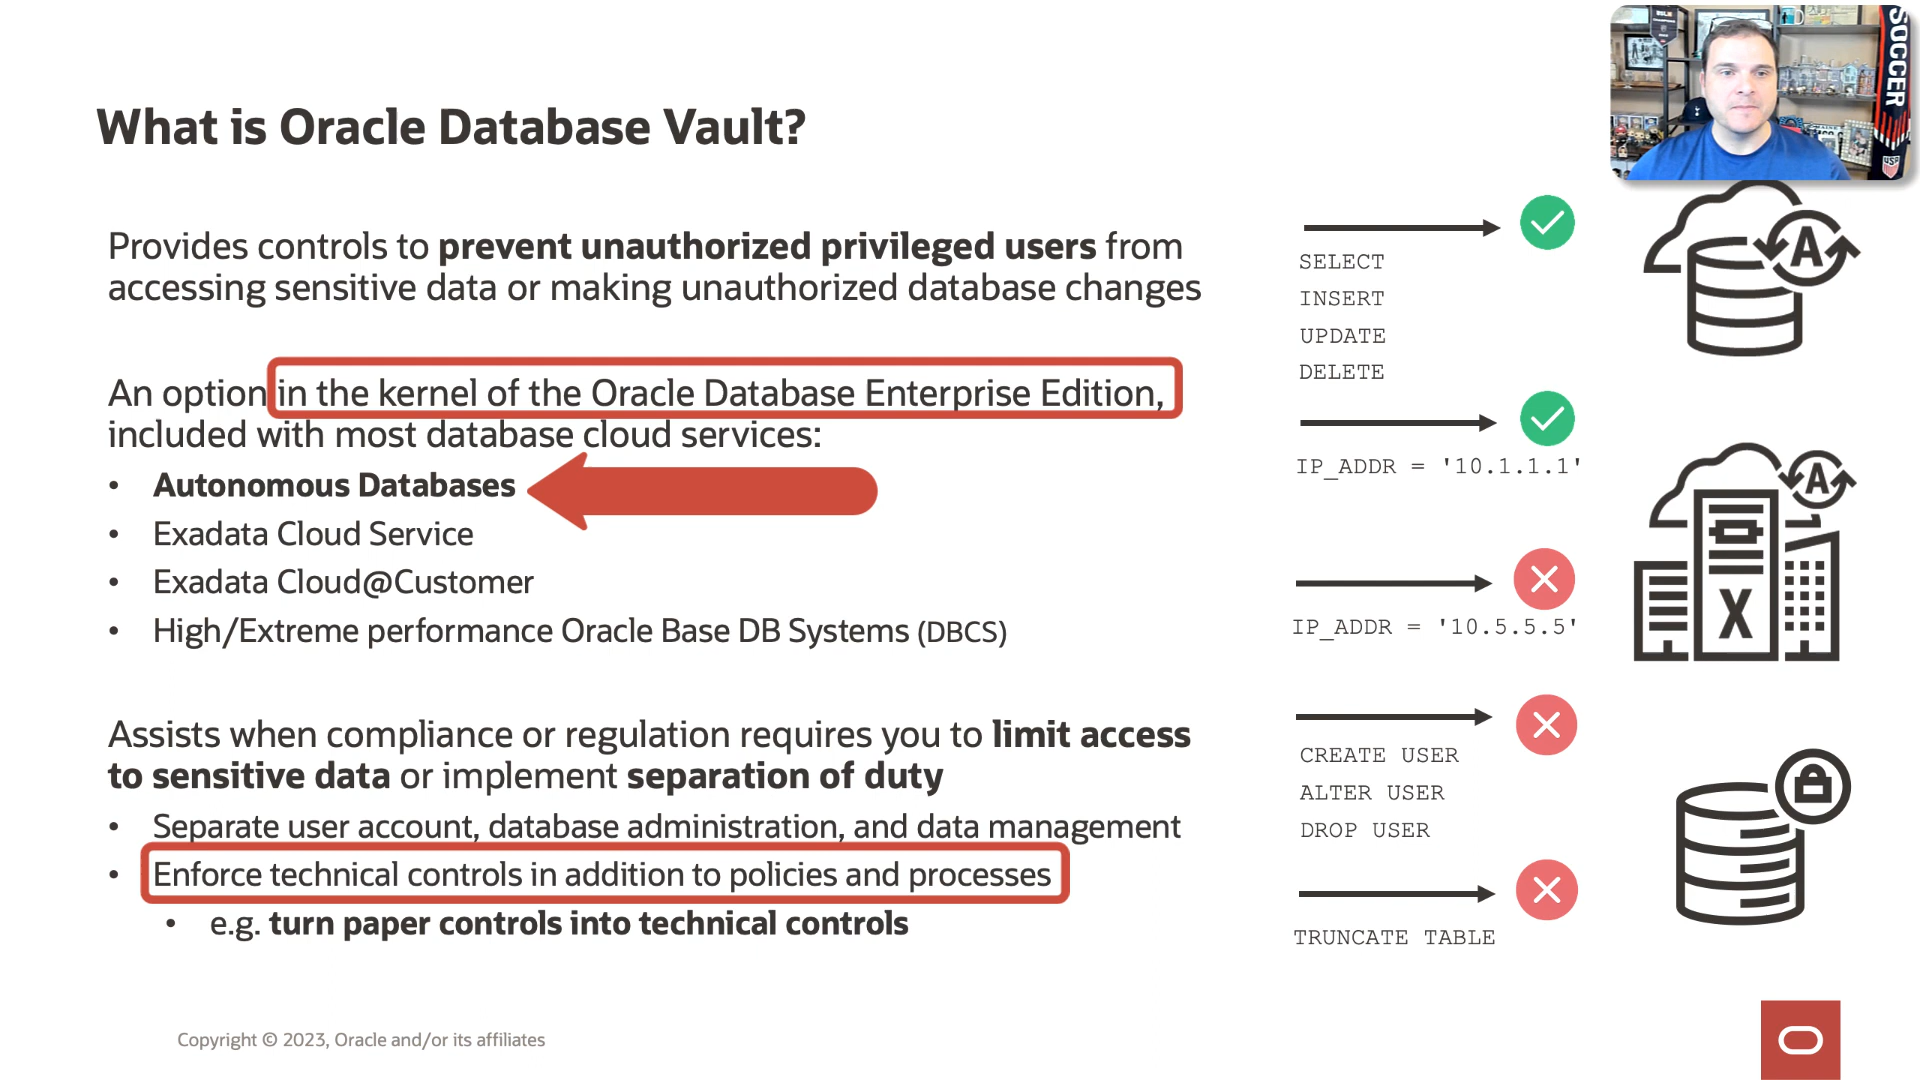 What is Oracle Database Vault?
Provides controls to prevent unauthorized privileged users from
accessing sensitive data or making unauthorized database changes
An option in the kernel of the Oracle Database Enterprise Edition,
included with most database cloud services:
• Autonomous Databases
• Exadata Cloud Service
• Exadata Cloud@Customer
• High/Extreme performance Oracle Base DB Systems (DBCS)
Assists when compliance or regulation requires you to limit access
to sensitive data or implement separation of duty
• Separate user account, database administration, and data management
• Enforce technical controls in addition to policies and processes
• e.g. turn paper controls into technical controls
SELECT
INSERT
UPDATE
DELETE
IP_ADDR = '10.1.1.1'
IP_ADDR = '10.5.5.5'
CREATE USER
ALTER USER
DROP USER
TRUNCATE TABLE
A
A
X
SOCCER
USA
Copyright © 2023, Oracle and/or its affiliates